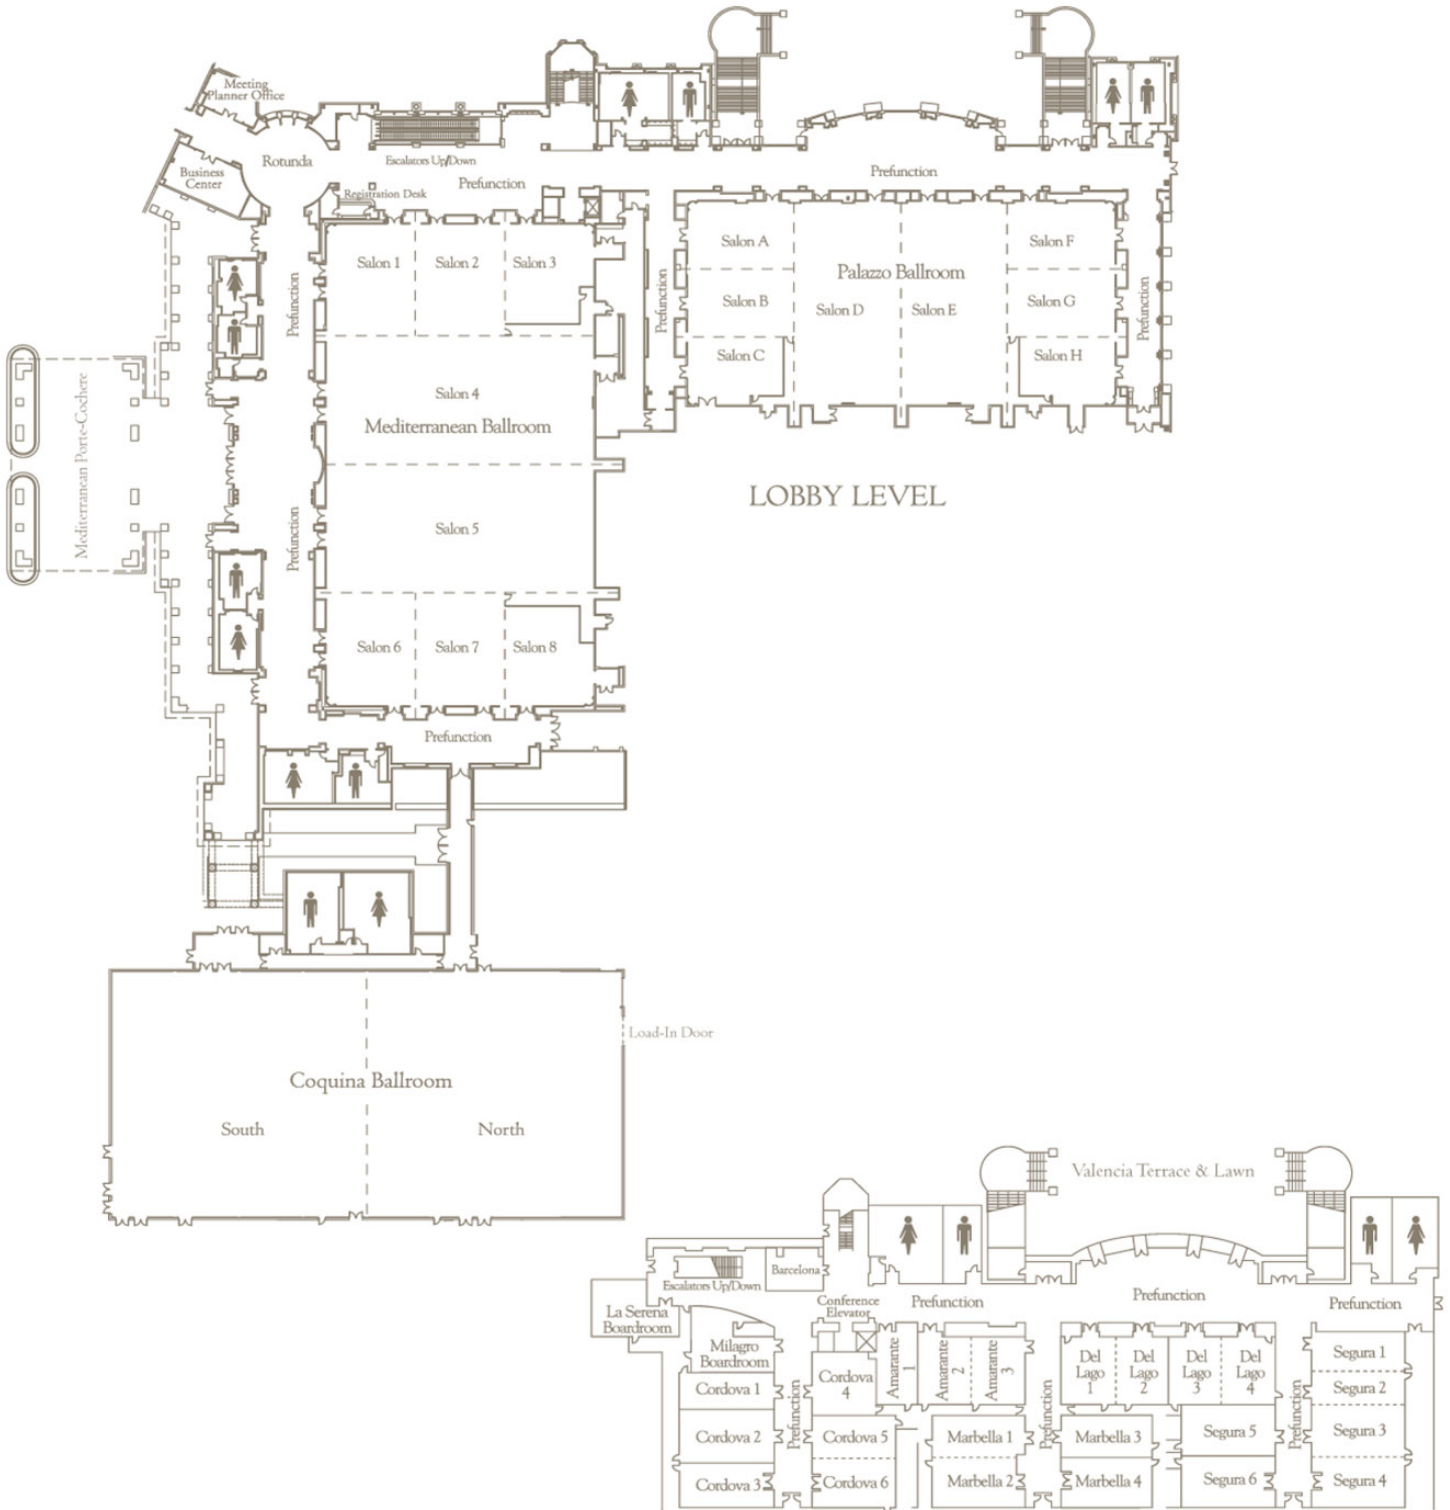 Meeting
Planner Office
Rotunda
Escalators Up/Down
Business
Center
Prefunction
Registration Desk
Prefunction
Salon A
Salon F
Salon 1
Salon 2
Salon 3
Palazzo Ballroom
Prefunction
Prefunction
Prefunction
Salon B
Salon D
Salon E
Salon G
Salon C
Salon H
Salon 4
Mediterranean Ballroom
Mediterranean Porte-Cochere
LOBBY LEVEL
Prefunction
Salon 5
Salon 6
Salon 7
Salon 8
Prefunction
Load-In Door
Coquina Ballroom
South
North
Valencia Terrace & Lawn
Barcelona
Escalators Up/Down
Conference
Elevator
Prefunction
Prefunction
Prefunction
La Serena
Boardroom
Milagro
Boardroom
Cordova 1
Cordova 2
Cordova 3
Prefunction
Cordova
4
Cordova 5
Cordova 6
Amarante
1
Amarante
2
Amarante
3
Marbella 1
Marbella 2
Prefunction
Del
Lago
1
Del
Lago
2
Del
Lago
3
Del
Lago
4
Marbella 3
Marbella 4
Segura 5
Segura 6
Prefunction
Segura 1
Segura 2
Segura 3
Segura 4